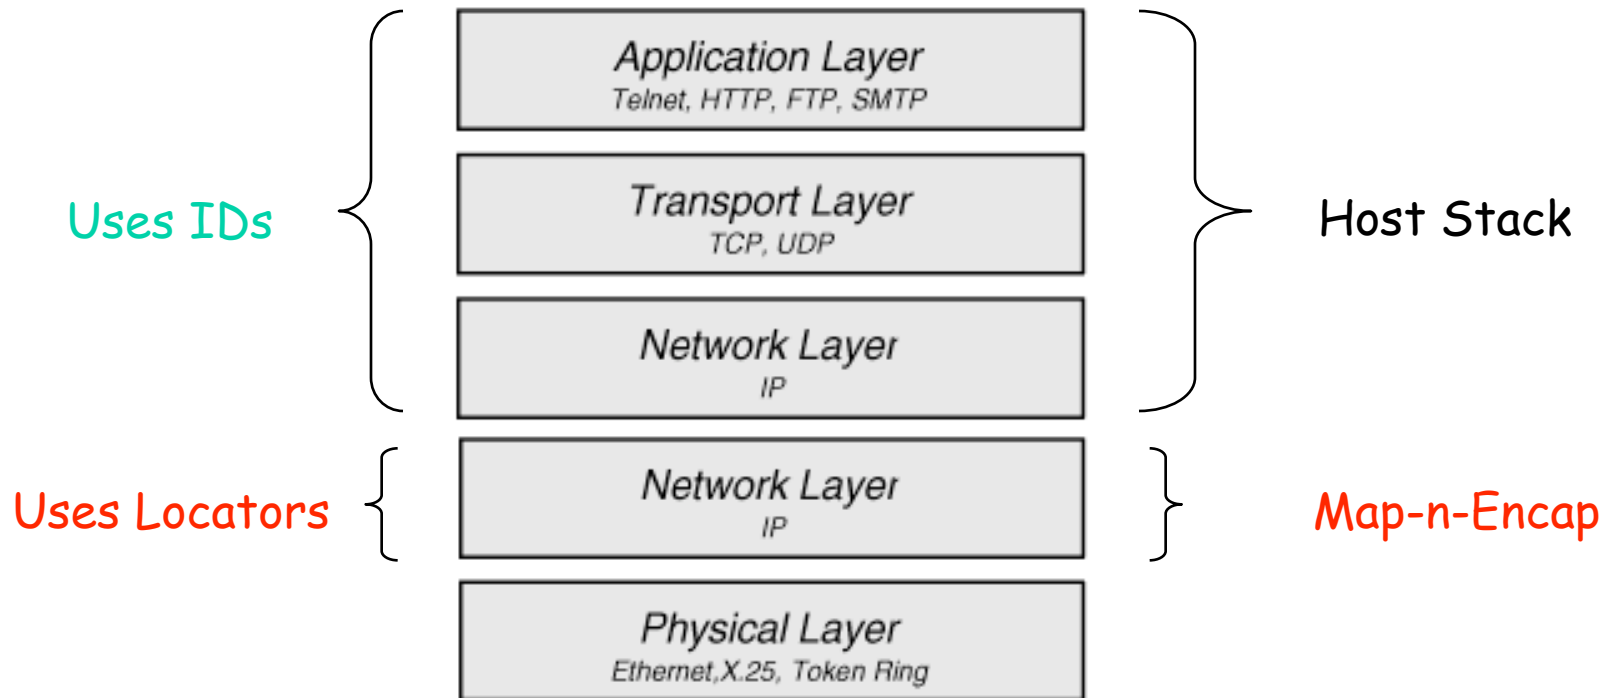 Application Layer
Telnet, HTTP, FTP, SMTP
Uses IDs
Transport Layer
TCP, UDP
Host Stack
Network Layer
IP
Uses Locators
Network Layer
IP
Map-n-Encap
Physical Layer
Ethernet,X.25, Token Ring